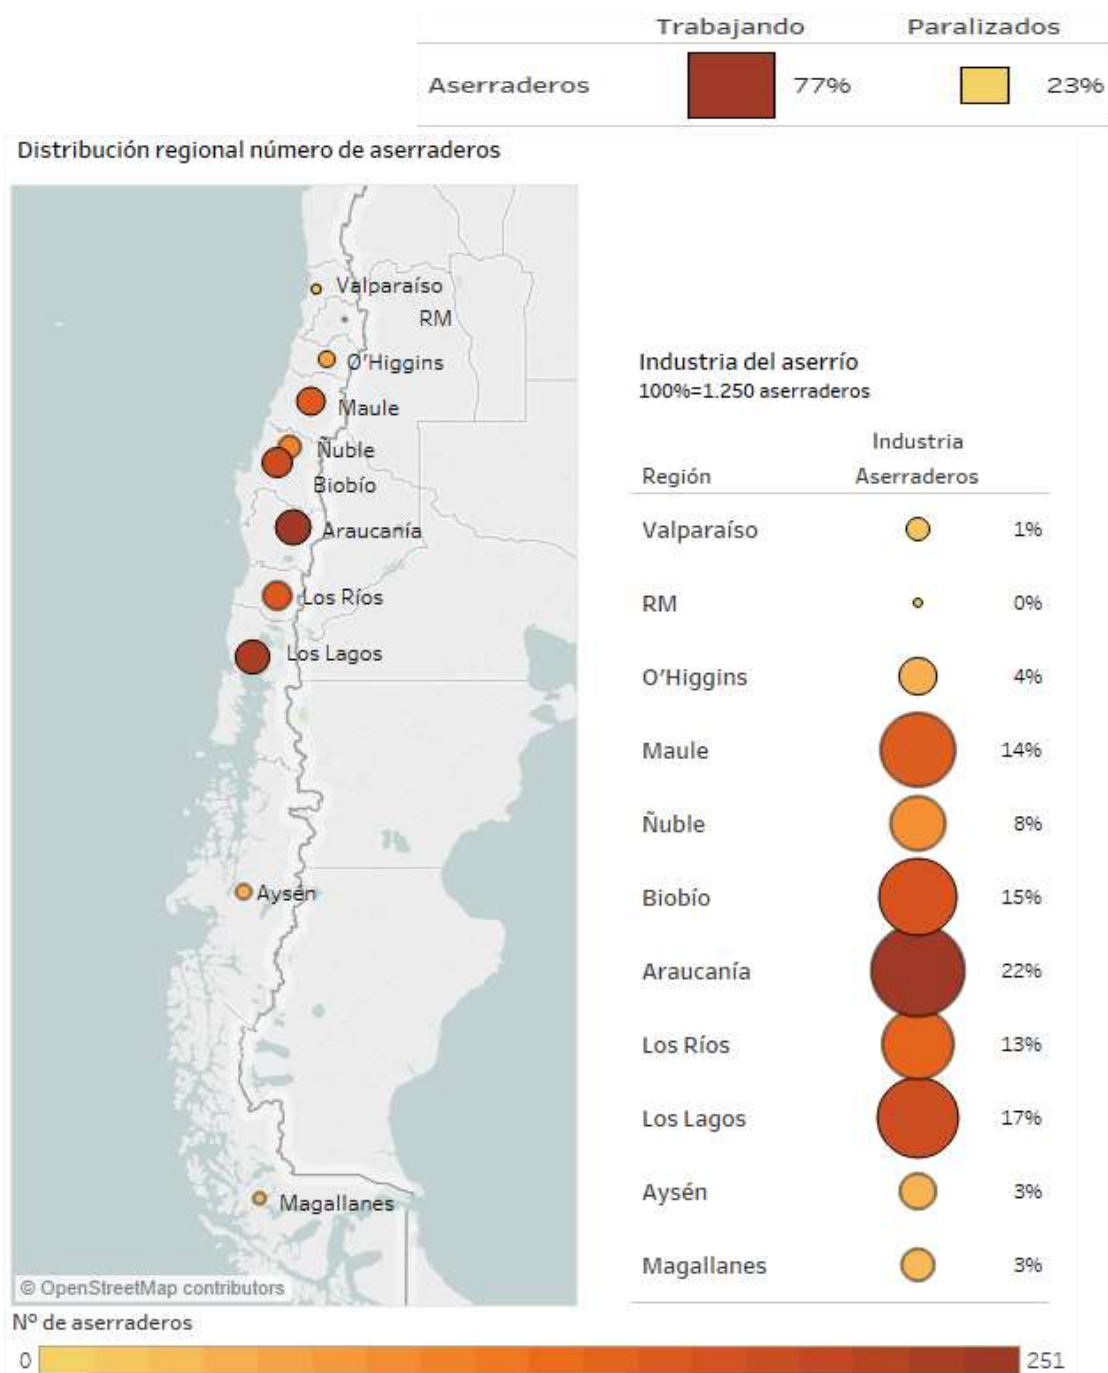 Trabajando Paralizados
Aserraderos 77% 23%
Distribución regional número de aserraderos
Valparaíso
RM
O'Higgins
Maule
Ñuble
Biobío
Araucanía
Los Ríos
Los Lagos
Aysén
Magallanes
© OpenStreetMap contributors
Industria del aserrío
100%=1.250 aserraderos
Industria
Región Aserraderos
Valparaíso 1%
RM 0%
O'Higgins 4%
Maule 14%
Ñuble 8%
Biobío 15%
Araucanía 22%
Los Ríos 13%
Los Lagos 17%
Aysén 3%
Magallanes 3%
Nº de aserraderos
0 251